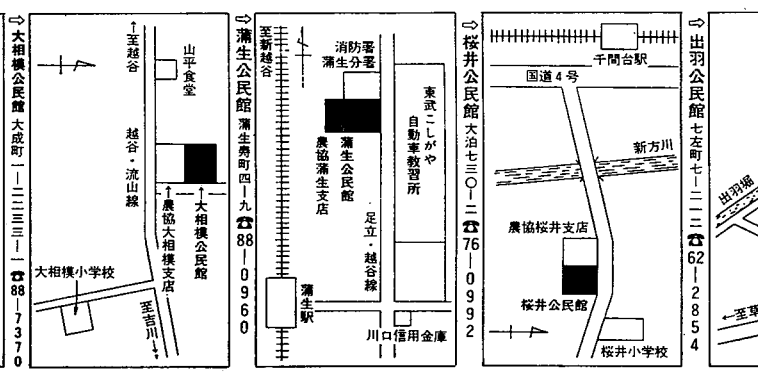 ⇨大相模公民館 大成町一―二二三三―一 ☎88―7370
←至越谷
山平食堂
越谷・流山線
大相模公民館
農協大相模支店
大相模小学校
至吉川
⇨蒲生公民館 蒲生寿町四―九 ☎88―0960
至新越谷
消防署
蒲生分署
東武こしがや
自動車教習所
蒲生公民館
農協蒲生支店
足立・越谷線
蒲生駅
川口信用金庫
⇨桜井公民館 大泊七三〇―二 ☎76―0992
千間台駅
国道4号
新方川
農協桜井支店
桜井公民館
桜井小学校
⇨出羽公民館 七左町七―二一二 ☎62―2854
出羽堀
←至草